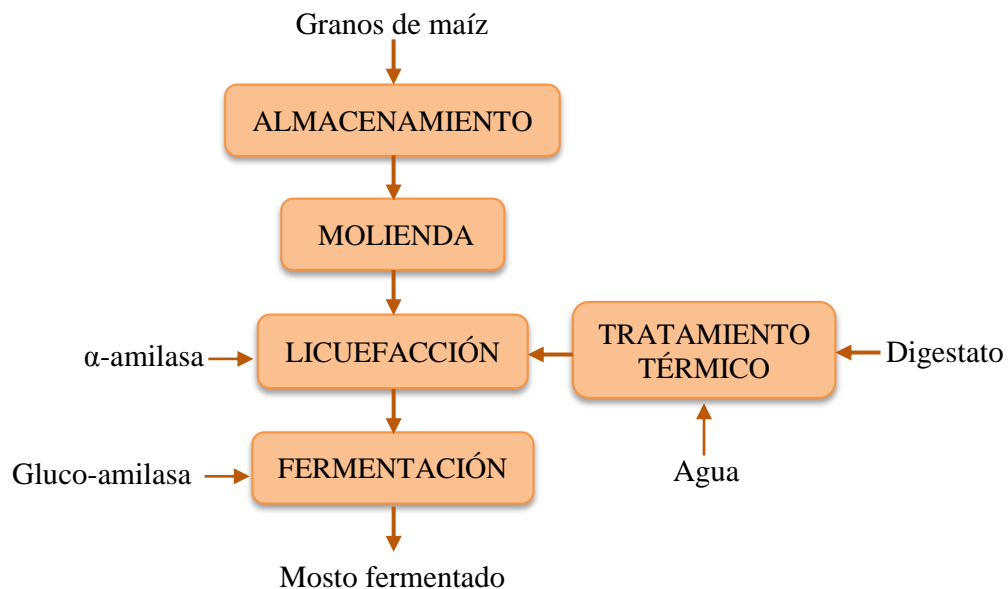 Granos de maíz
ALMACENAMIENTO
MOLIENDA
α-amilasa
LICUEFACCIÓN
TRATAMIENTO
TÉRMICO
Digestato
Gluco-amilasa
FERMENTACIÓN
Agua
Mosto fermentado